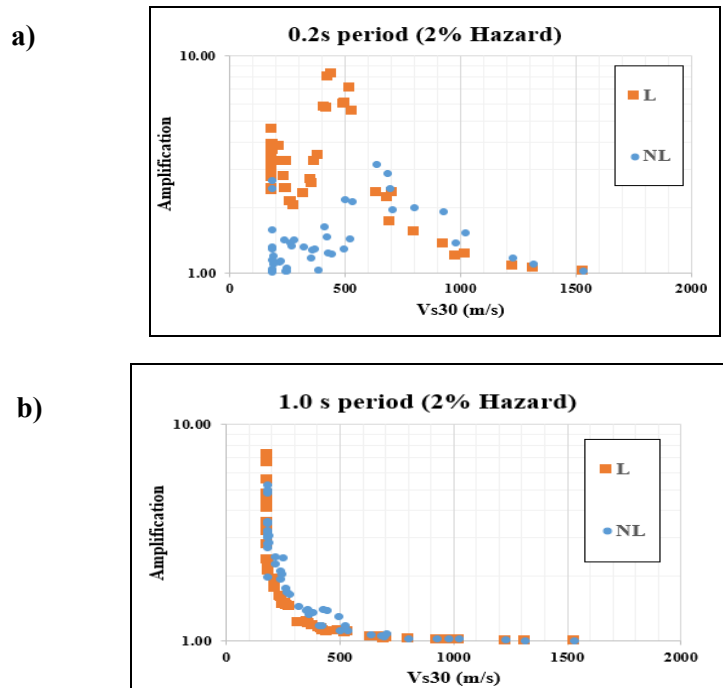 a)
0.2s period (2% Hazard)
10.00
L
NL
Amplification
1.00
0 500 1000 1500 2000
Vs30 (m/s)
b)
1.0 s period (2% Hazard)
10.00
L
NL
Amplification
1.00
0 500 1000 1500 2000
Vs30 (m/s)